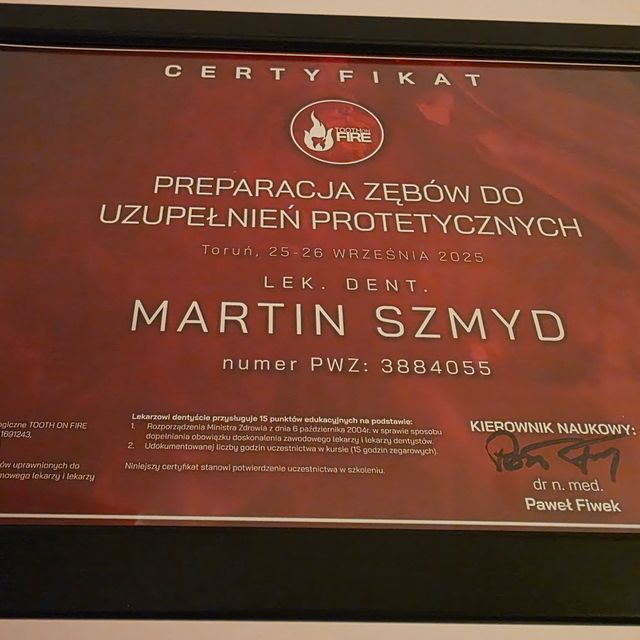 CERTYFIKAT
TOOTH ON
FIRE
PREPARACJA ZĘBÓW DO
UZUPEŁNIEŃ PROTETYCZNYCH
Toruń, 25-26 WRZEŚNIA 2025
LEK. DENT.
MARTIN SZMYD
numer PWZ: 3884055
ogiczne TOOTH ON FIRE
1691243,
ów uprawnionych do
mowego lekarzy i lekarzy
Lekarzowi dentyście przysługuje 15 punktów edukacyjnych na podstawie:
1. Rozporządzenia Ministra Zdrowia z dnia 6 października 2004r. w sprawie sposobu
dopełniania obowiązku doskonalenia zawodowego lekarzy i lekarzy dentystów.
2. Udokumentowanej liczby godzin uczestnictwa w kursie (15 godzin zegarowych).
Niniejszy certyfikat stanowi potwierdzenie uczestnictwa w szkoleniu.
KIEROWNIK NAUKOWY:
dr n. med.
Paweł Fiwek